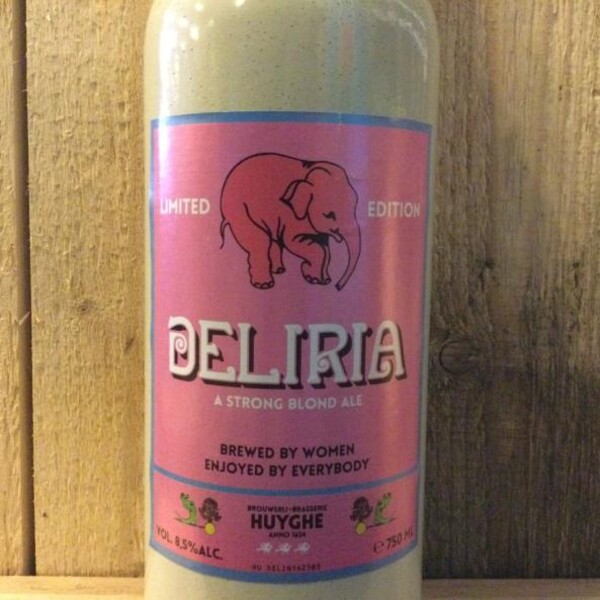 LIMITED EDITION
DELIRIA
A STRONG BLOND ALE
BREWED BY WOMEN
ENJOYED BY EVERYBODY
BROUWERIJ-BRASSERIE
HUYGHE
ANNO 1654
VOL. 8,5%ALC.
℮ 750 ML